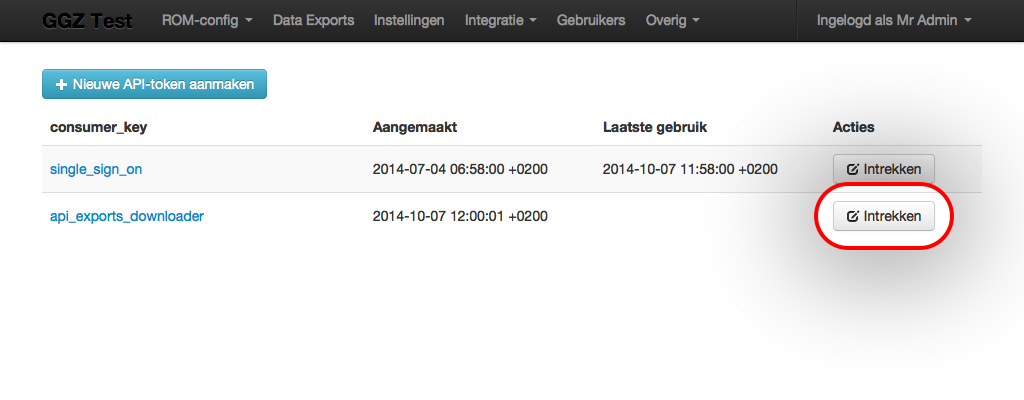 GGZ Test ROM-config Data Exports Instellingen Integratie Gebruikers Overig Ingelogd als Mr Admin
Nieuwe API-token aanmaken
consumer_key Aangemaakt Laatste gebruik Acties
single_sign_on 2014-07-04 06:58:00 +0200 2014-10-07 11:58:00 +0200 Intrekken
api_exports_downloader 2014-10-07 12:00:01 +0200 Intrekken